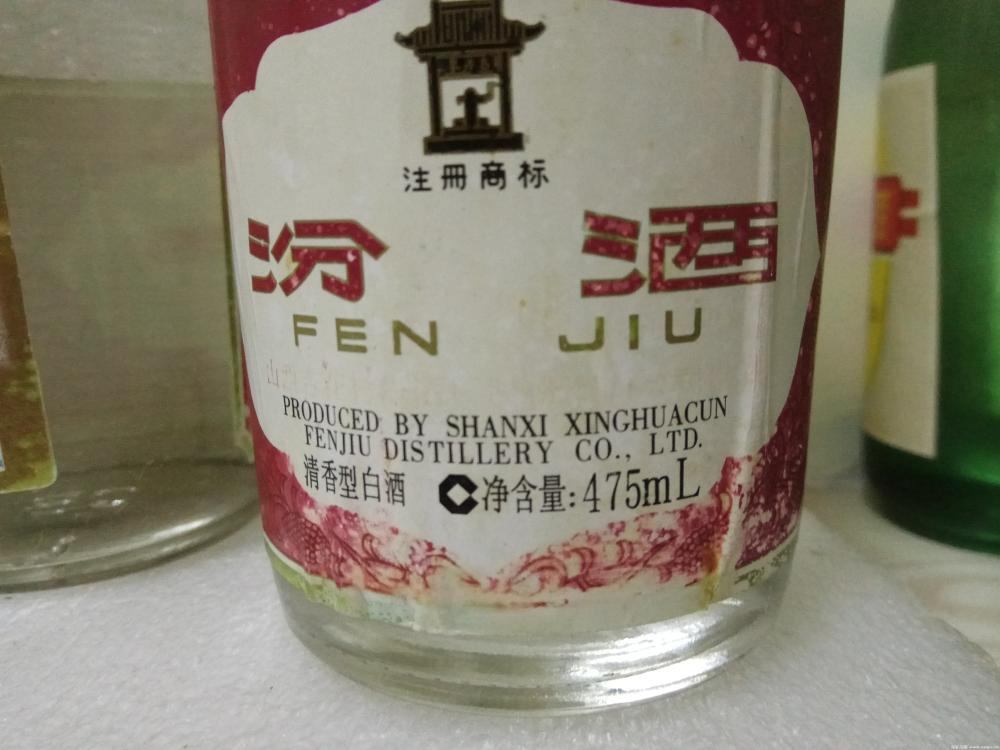 注册商标
汾酒
FEN JIU
PRODUCED BY SHANXI XINGHUACUN
FENJIU DISTILLERY CO., LTD.
清香型白酒 净含量:475mL